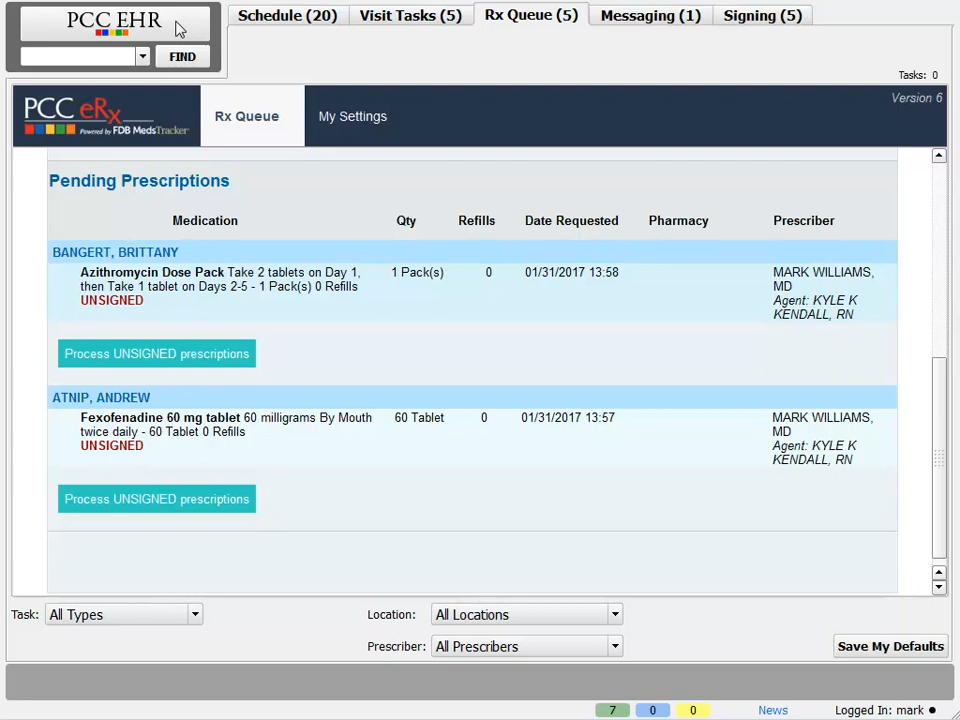 PCC EHR
FIND
Schedule (20) Visit Tasks (5) Rx Queue (5) Messaging (1) Signing (5)
Tasks: 0
PCC eRx
Powered by FDB MedsTracker
Rx Queue My Settings
Version 6
Pending Prescriptions
Medication Qty Refills Date Requested Pharmacy Prescriber
BANGERT, BRITTANY
Azithromycin Dose Pack Take 2 tablets on Day 1, 1 Pack(s) 0 01/31/2017 13:58 MARK WILLIAMS,
then Take 1 tablet on Days 2-5 - 1 Pack(s) 0 Refills MD
UNSIGNED Agent: KYLE K
KENDALL, RN
Process UNSIGNED prescriptions
ATNIP, ANDREW
Fexofenadine 60 mg tablet 60 milligrams By Mouth 60 Tablet 0 01/31/2017 13:57 MARK WILLIAMS,
twice daily - 60 Tablet 0 Refills MD
UNSIGNED Agent: KYLE K
KENDALL, RN
Process UNSIGNED prescriptions
Task: All Types Location: All Locations
Prescriber: All Prescribers Save My Defaults
7 0 0 News Logged In: mark